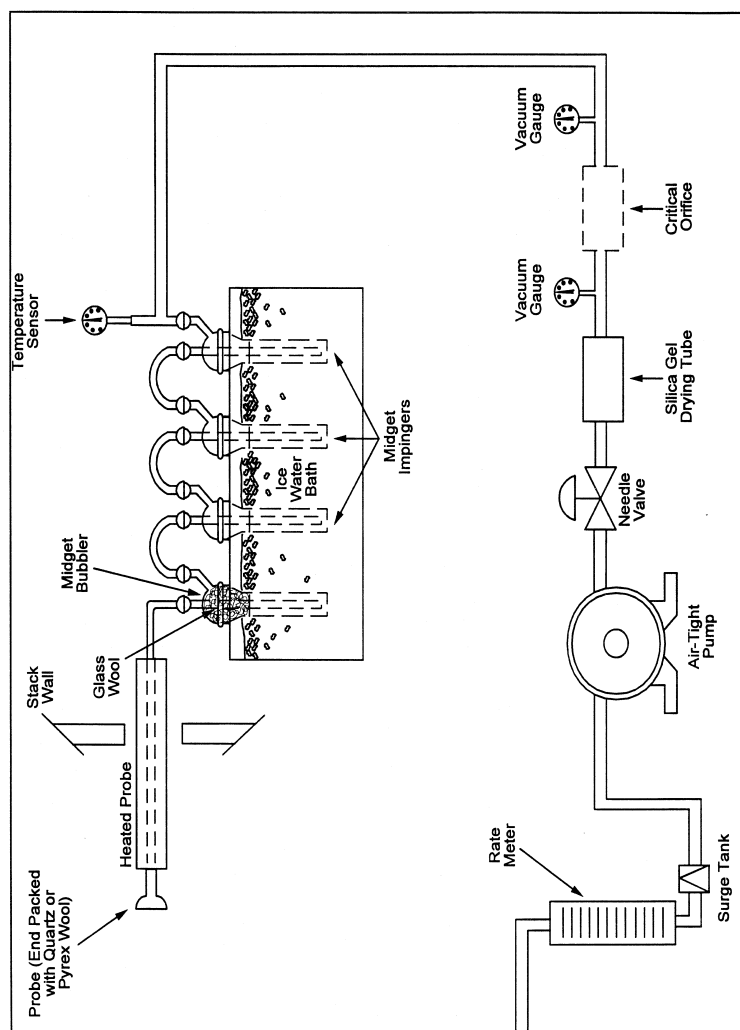 Probe (End Packed
with Quartz or
Pyrex Wool)
Heated Probe
Stack
Wall
Glass
Wool
Midget
Bubbler
Ice
Water
Bath
Midget
Impingers
Temperature
Sensor
Vacuum
Gauge
Critical
Orifice
Vacuum
Gauge
Silica Gel
Drying Tube
Needle
Valve
Air-Tight
Pump
Rate
Meter
Surge Tank